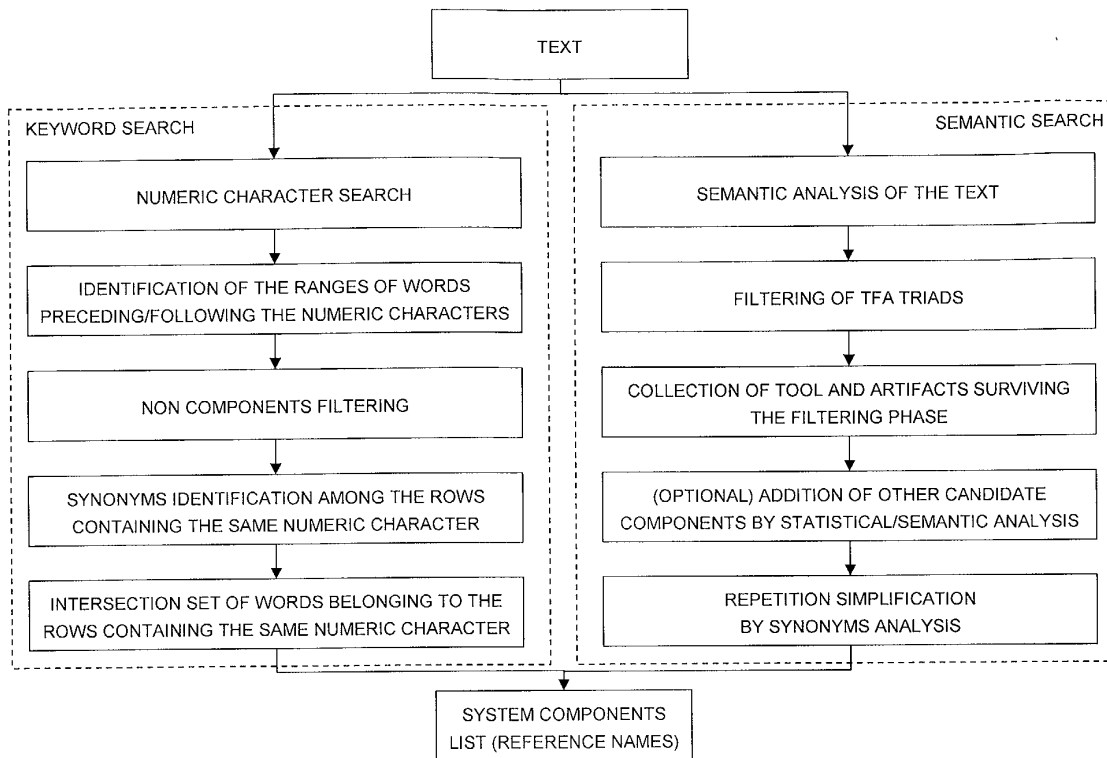 TEXT
KEYWORD SEARCH
NUMERIC CHARACTER SEARCH
IDENTIFICATION OF THE RANGES OF WORDS
PRECEDING/FOLLOWING THE NUMERIC CHARACTERS
NON COMPONENTS FILTERING
SYNONYMS IDENTIFICATION AMONG THE ROWS
CONTAINING THE SAME NUMERIC CHARACTER
INTERSECTION SET OF WORDS BELONGING TO THE
ROWS CONTAINING THE SAME NUMERIC CHARACTER
SEMANTIC SEARCH
SEMANTIC ANALYSIS OF THE TEXT
FILTERING OF TFA TRIADS
COLLECTION OF TOOL AND ARTIFACTS SURVIVING
THE FILTERING PHASE
(OPTIONAL) ADDITION OF OTHER CANDIDATE
COMPONENTS BY STATISTICAL/SEMANTIC ANALYSIS
REPETITION SIMPLIFICATION
BY SYNONYMS ANALYSIS
SYSTEM COMPONENTS
LIST (REFERENCE NAMES)